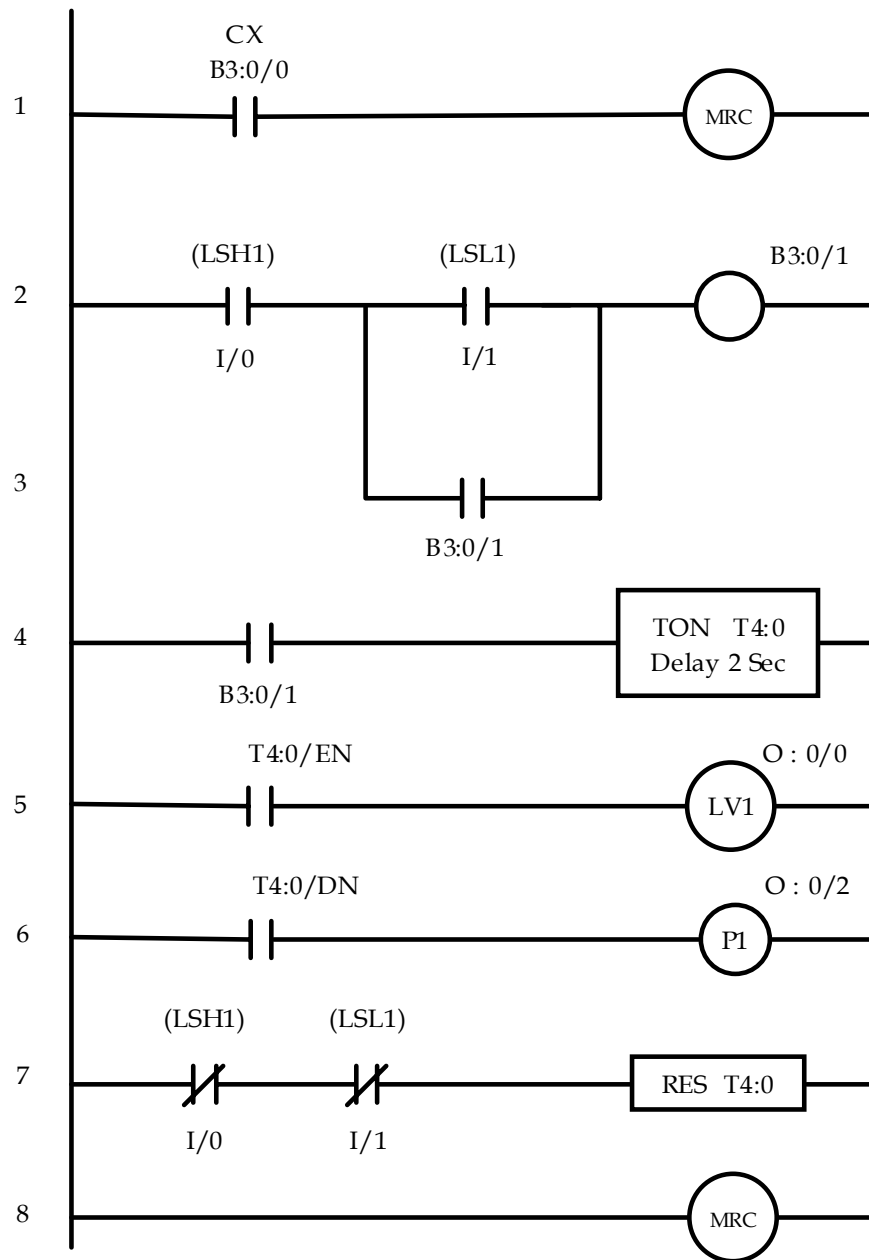 CX
B3:0/0
1
MRC
(LSH1) (LSL1) B3:0/1
2
I/0 I/1
3
B3:0/1
4
TON T4:0
Delay 2 Sec
B3:0/1
T4:0/EN O : 0/0
5
LV1
T4:0/DN O : 0/2
6
P1
(LSH1) (LSL1)
7
RES T4:0
I/0 I/1
8
MRC